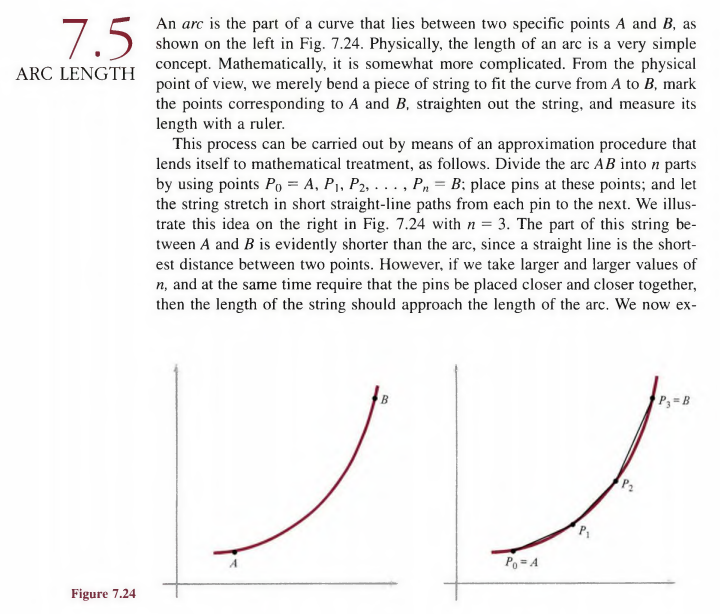 7.5
ARC LENGTH
An arc is the part of a curve that lies between two specific points A and B, as
shown on the left in Fig. 7.24. Physically, the length of an arc is a very simple
concept. Mathematically, it is somewhat more complicated. From the physical
point of view, we merely bend a piece of string to fit the curve from A to B, mark
the points corresponding to A and B, straighten out the string, and measure its
length with a ruler.
This process can be carried out by means of an approximation procedure that
lends itself to mathematical treatment, as follows. Divide the arc AB into n parts
by using points P₀ = A, P₁, P₂, . . . , Pₙ = B; place pins at these points; and let
the string stretch in short straight-line paths from each pin to the next. We illus-
trate this idea on the right in Fig. 7.24 with n = 3. The part of this string be-
tween A and B is evidently shorter than the arc, since a straight line is the short-
est distance between two points. However, if we take larger and larger values of
n, and at the same time require that the pins be placed closer and closer together,
then the length of the string should approach the length of the arc. We now ex-
B
A
P₃ = B
P₂
P₁
P₀ = A
Figure 7.24